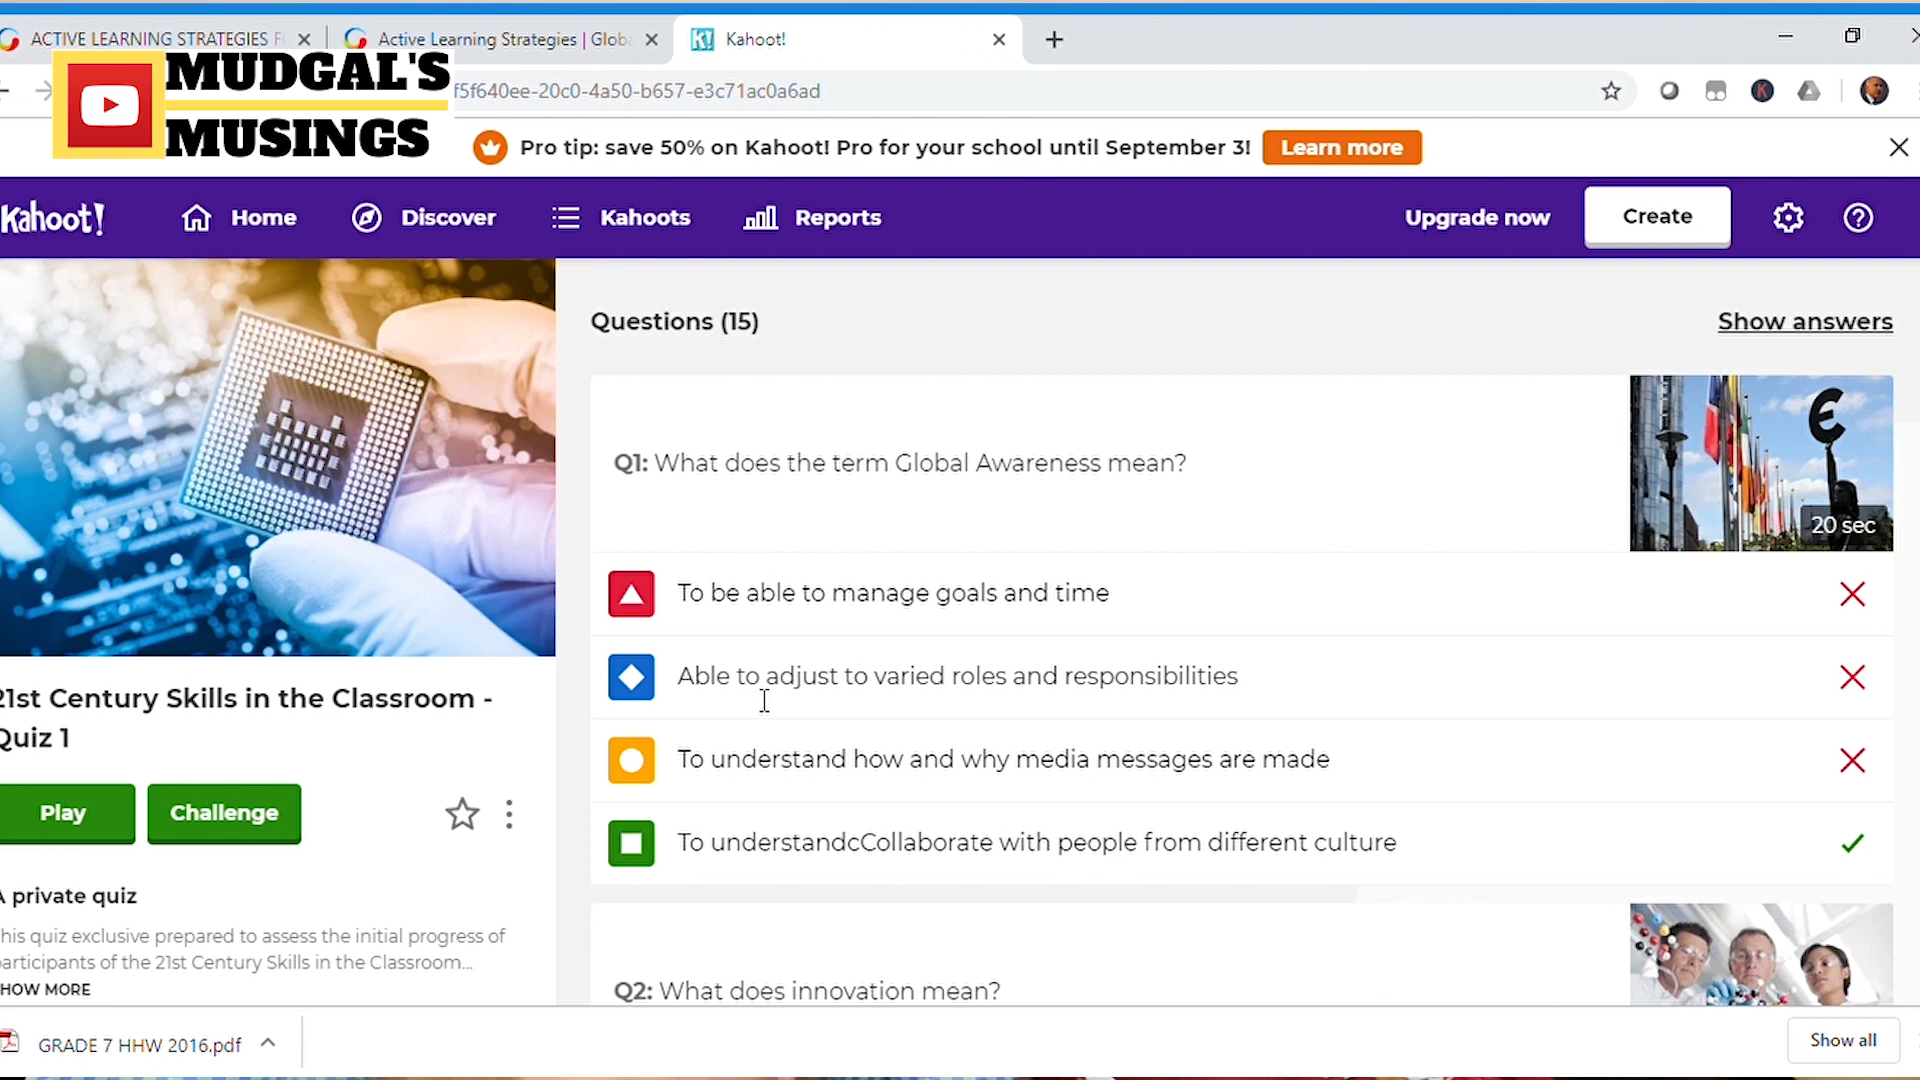 ACTIVE LEARNING STRATEGIES F
Active Learning Strategies | Globa
Kahoot!
MUDGAL'S
MUSINGS
f5f640ee-20c0-4a50-b657-e3c71ac0a6ad
Pro tip: save 50% on Kahoot! Pro for your school until September 3!
Learn more
Kahoot!
Home
Discover
Kahoots
Reports
Upgrade now
Create
Questions (15)
Show answers
Q1: What does the term Global Awareness mean?
20 sec
To be able to manage goals and time
Able to adjust to varied roles and responsibilities
To understand how and why media messages are made
To understandcCollaborate with people from different culture
Q2: What does innovation mean?
21st Century Skills in the Classroom -
Quiz 1
Play
Challenge
A private quiz
his quiz exclusive prepared to assess the initial progress of
articipants of the 21st Century Skills in the Classroom...
HOW MORE
GRADE 7 HHW 2016.pdf
Show all